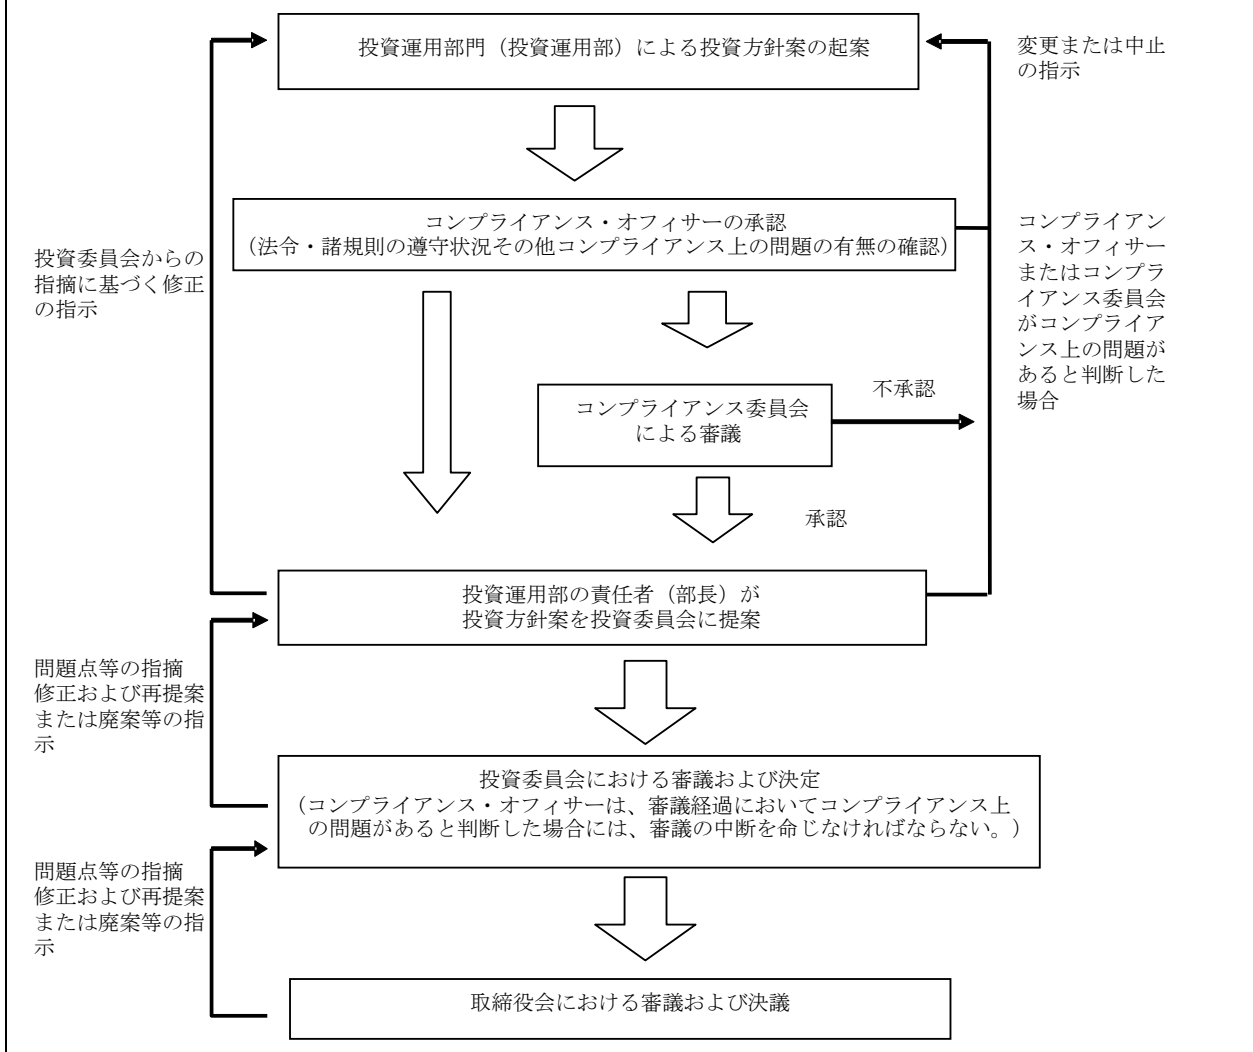 投資運用部門（投資運用部）による投資方針案の起案
変更または中止
の指示
コンプライアンス・オフィサーの承認
（法令・諸規則の遵守状況その他コンプライアンス上の問題の有無の確認）
コンプライアン
ス・オフィサー
またはコンプラ
イアンス委員会
がコンプライア
ンス上の問題が
あると判断した
場合
投資委員会からの
指摘に基づく修正
の指示
コンプライアンス委員会
による審議
不承認
承認
投資運用部の責任者（部長）が
投資方針案を投資委員会に提案
問題点等の指摘
修正および再提案
または廃案等の指
示
投資委員会における審議および決定
（コンプライアンス・オフィサーは、審議経過においてコンプライアンス上
の問題があると判断した場合には、審議の中断を命じなければならない。）
問題点等の指摘
修正および再提案
または廃案等の指
示
取締役会における審議および決議